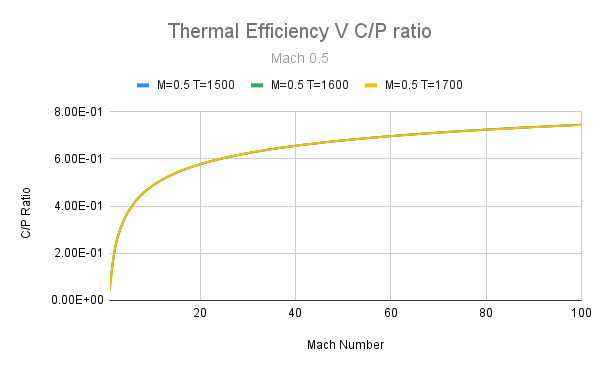 Thermal Efficiency V C/P ratio
Mach 0.5
M=0.5 T=1500 M=0.5 T=1600 M=0.5 T=1700
8.00E-01
6.00E-01
4.00E-01
2.00E-01
0.00E+00
C/P Ratio
20 40 60 80 100
Mach Number